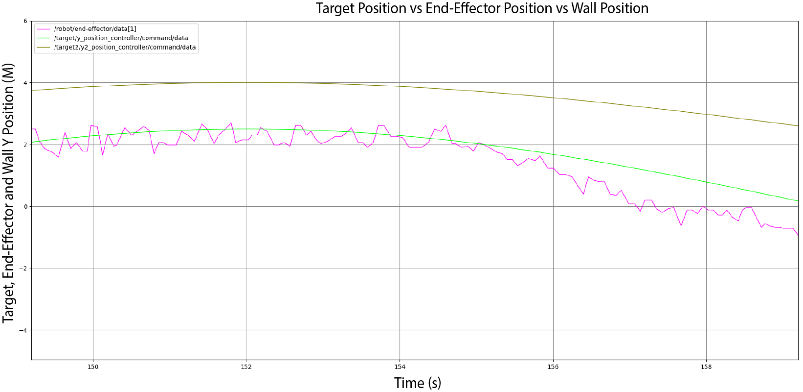 Target Position vs End-Effector Position vs Wall Position
/robot/end-effector/data[1]
/target/y_position_controller/command/data
/target2/y2_position_controller/command/data
Target, End-Effector and Wall Y Position (M)
6
4
2
0
−2
−4
150
152
154
156
158
Time (s)